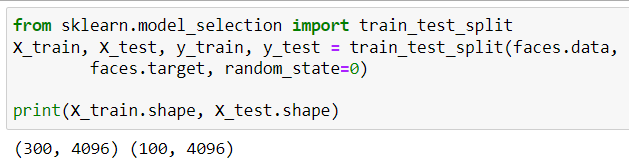 from sklearn.model_selection import train_test_split
X_train, X_test, y_train, y_test = train_test_split(faces.data,
        faces.target, random_state=0)

print(X_train.shape, X_test.shape)
(300, 4096) (100, 4096)